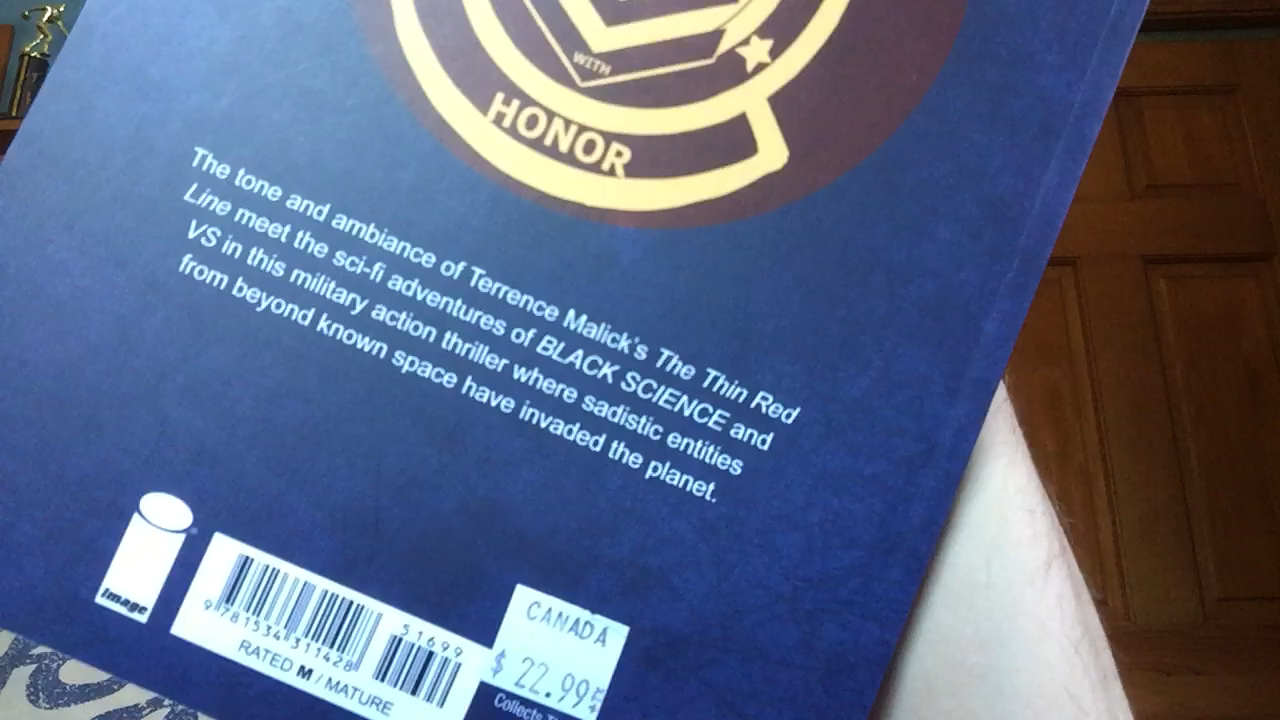 WITH
HONOR
The tone and ambiance of Terrence Malick's The Thin Red
Line meet the sci-fi adventures of BLACK SCIENCE and
VS in this military action thriller where sadistic entities
from beyond known space have invaded the planet.
image
9 781534 311428
51699
RATED M / MATURE
CANADA
$ 22.99
Collects